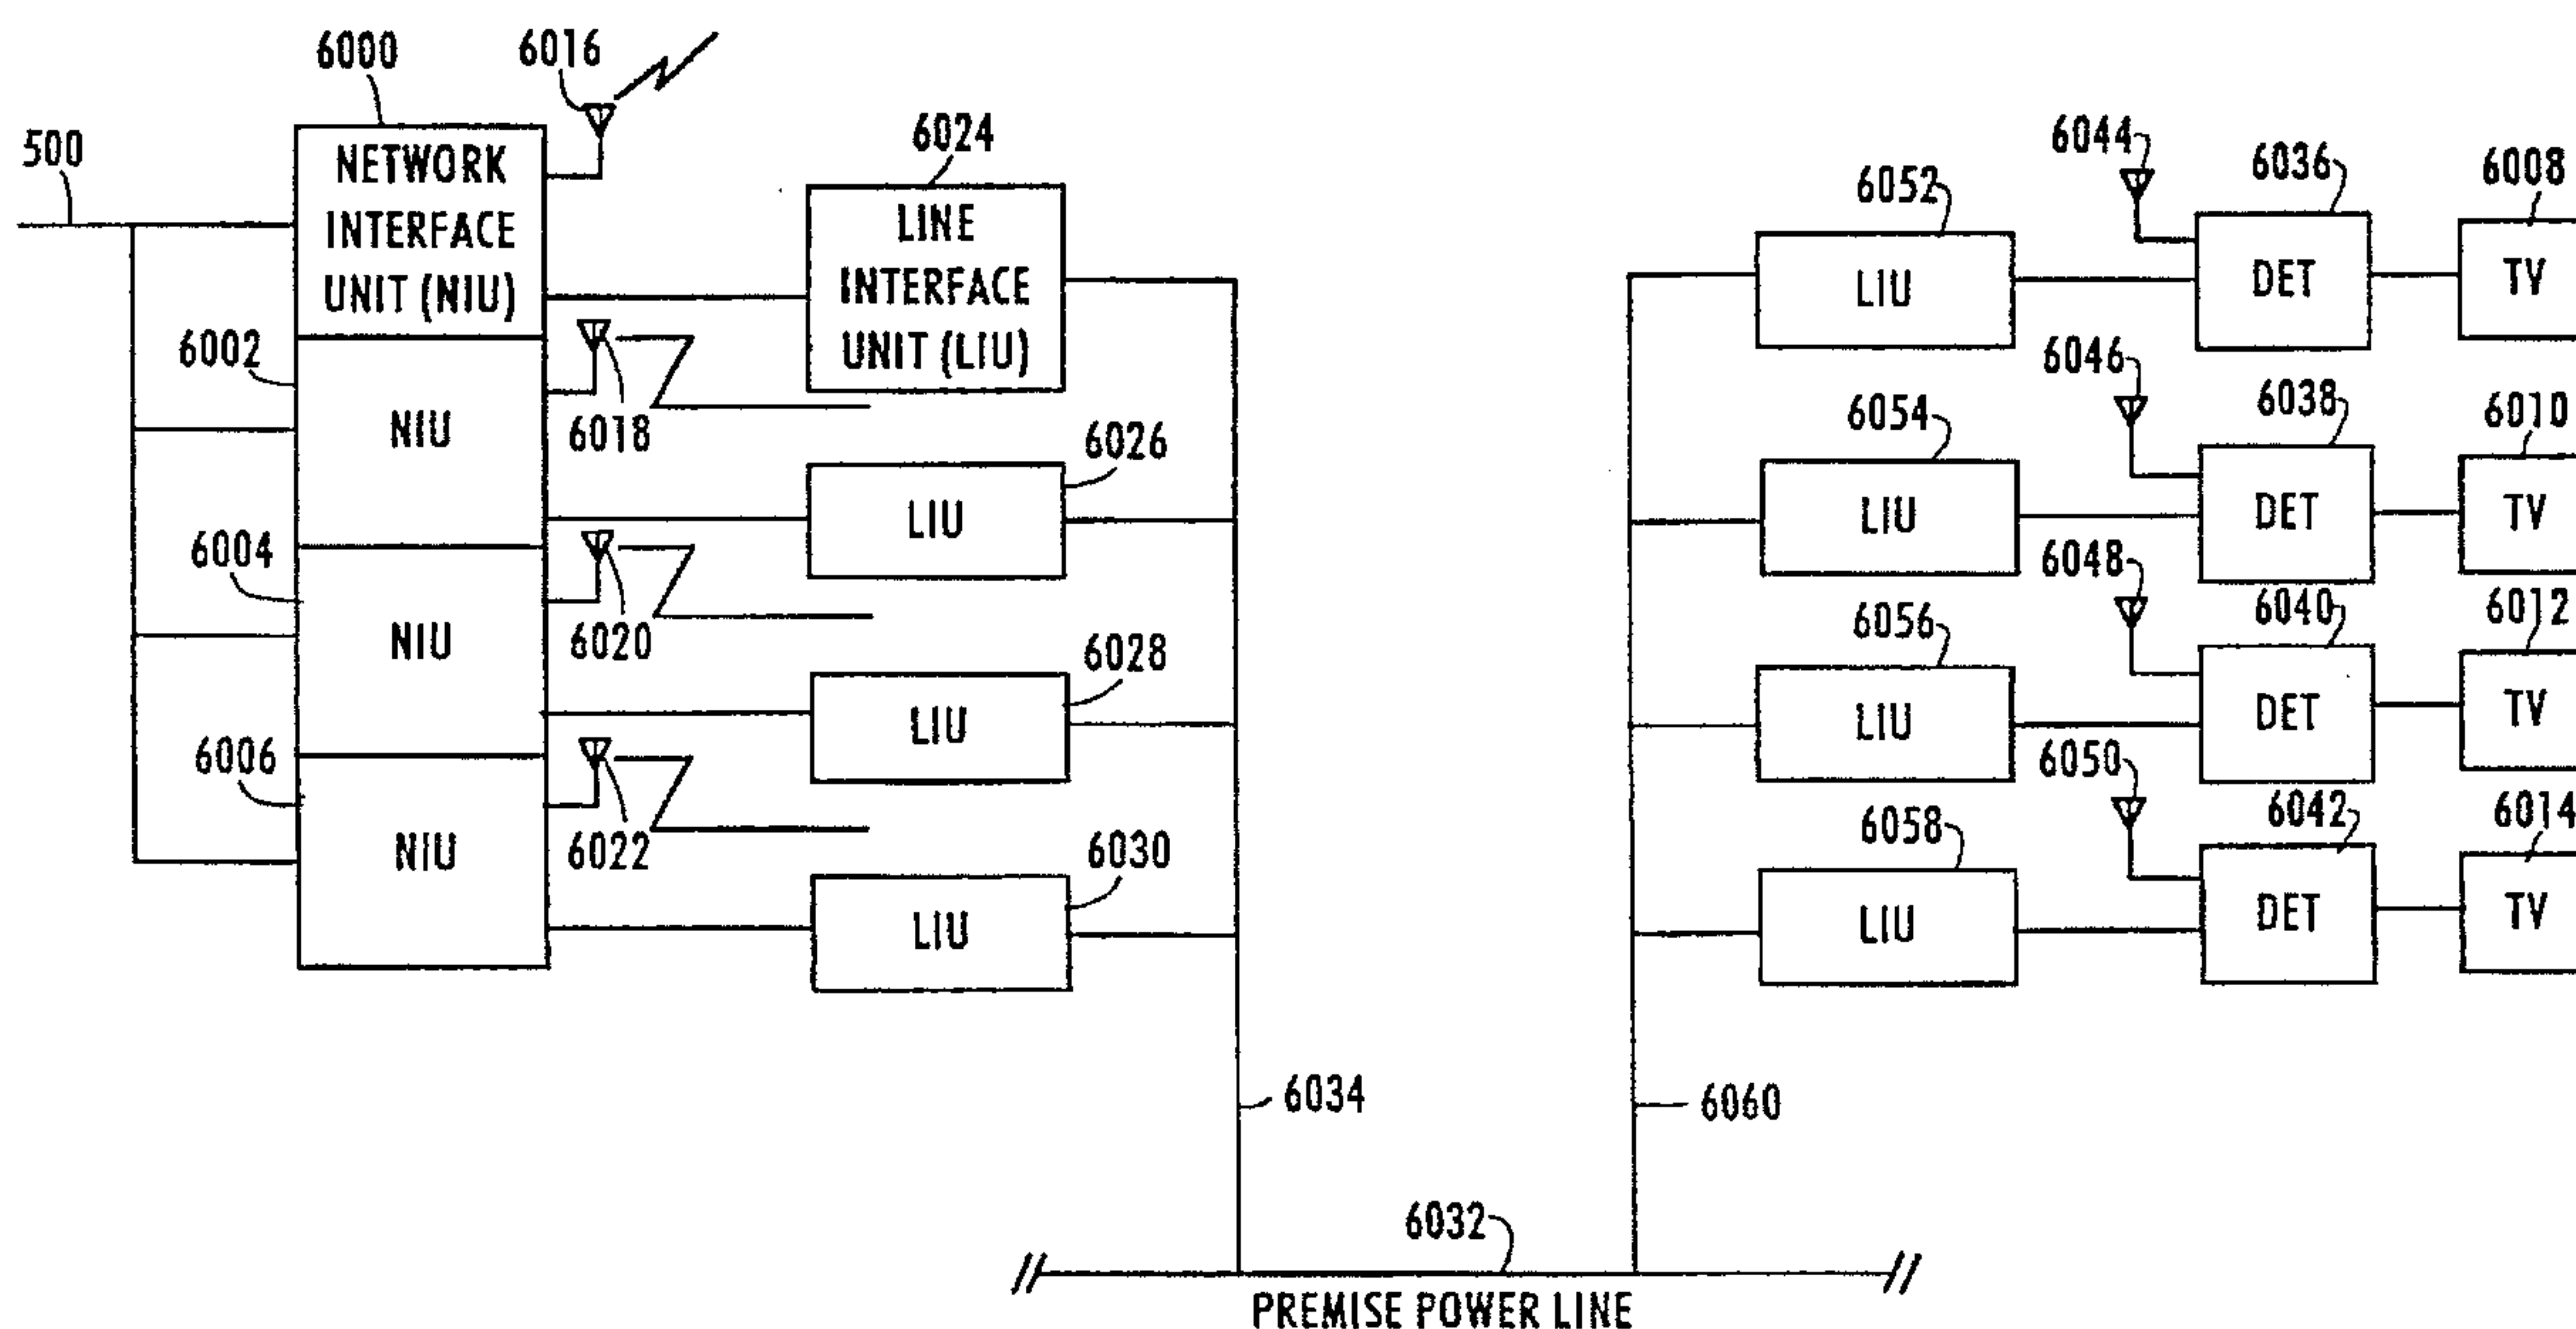 6000
6016
500
NETWORK
INTERFACE
UNIT (NIU)
6024
LINE
INTERFACE
UNIT (LIU)
6002
NIU
6018
6026
LIU
6004
NIU
6020
6028
LIU
6006
NIU
6022
6030
LIU
6034
6044
6036
6008
6052
LIU
DET
TV
6046
6038
6010
6054
LIU
DET
TV
6048
6040
6012
6056
LIU
DET
TV
6050
6042
6014
6058
LIU
DET
TV
6060
6032
PREMISE POWER LINE